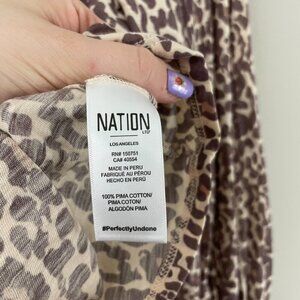 NATION
LTD
LOS ANGELES
RN# 150751
CA# 40554
MADE IN PERU
FABRIQUÉ AU PÉROU
HECHO EN PERÚ
100% PIMA COTTON/
PIMA COTON/
ALGODÓN PIMA
#PerfectlyUndone